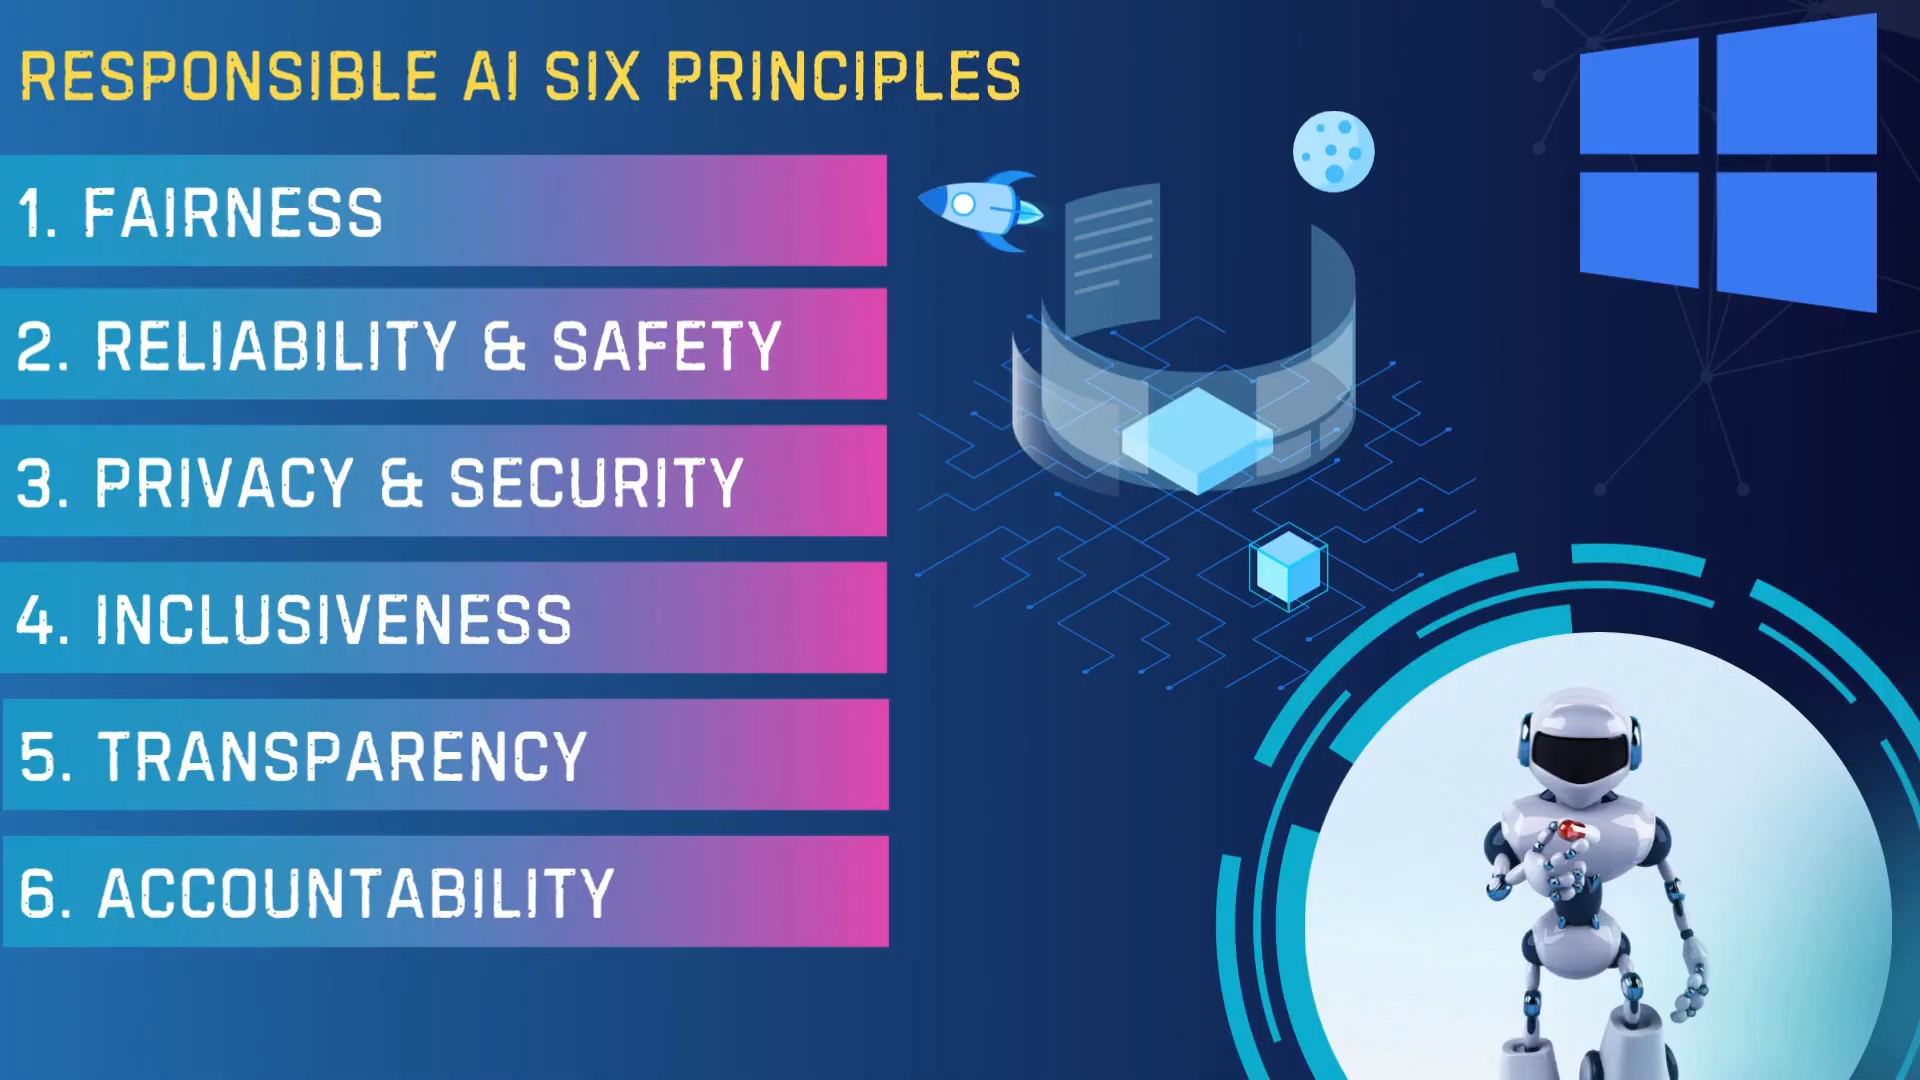 RESPONSIBLE AI SIX PRINCIPLES
1. FAIRNESS
2. RELIABILITY & SAFETY
3. PRIVACY & SECURITY
4. INCLUSIVENESS
5. TRANSPARENCY
6. ACCOUNTABILITY